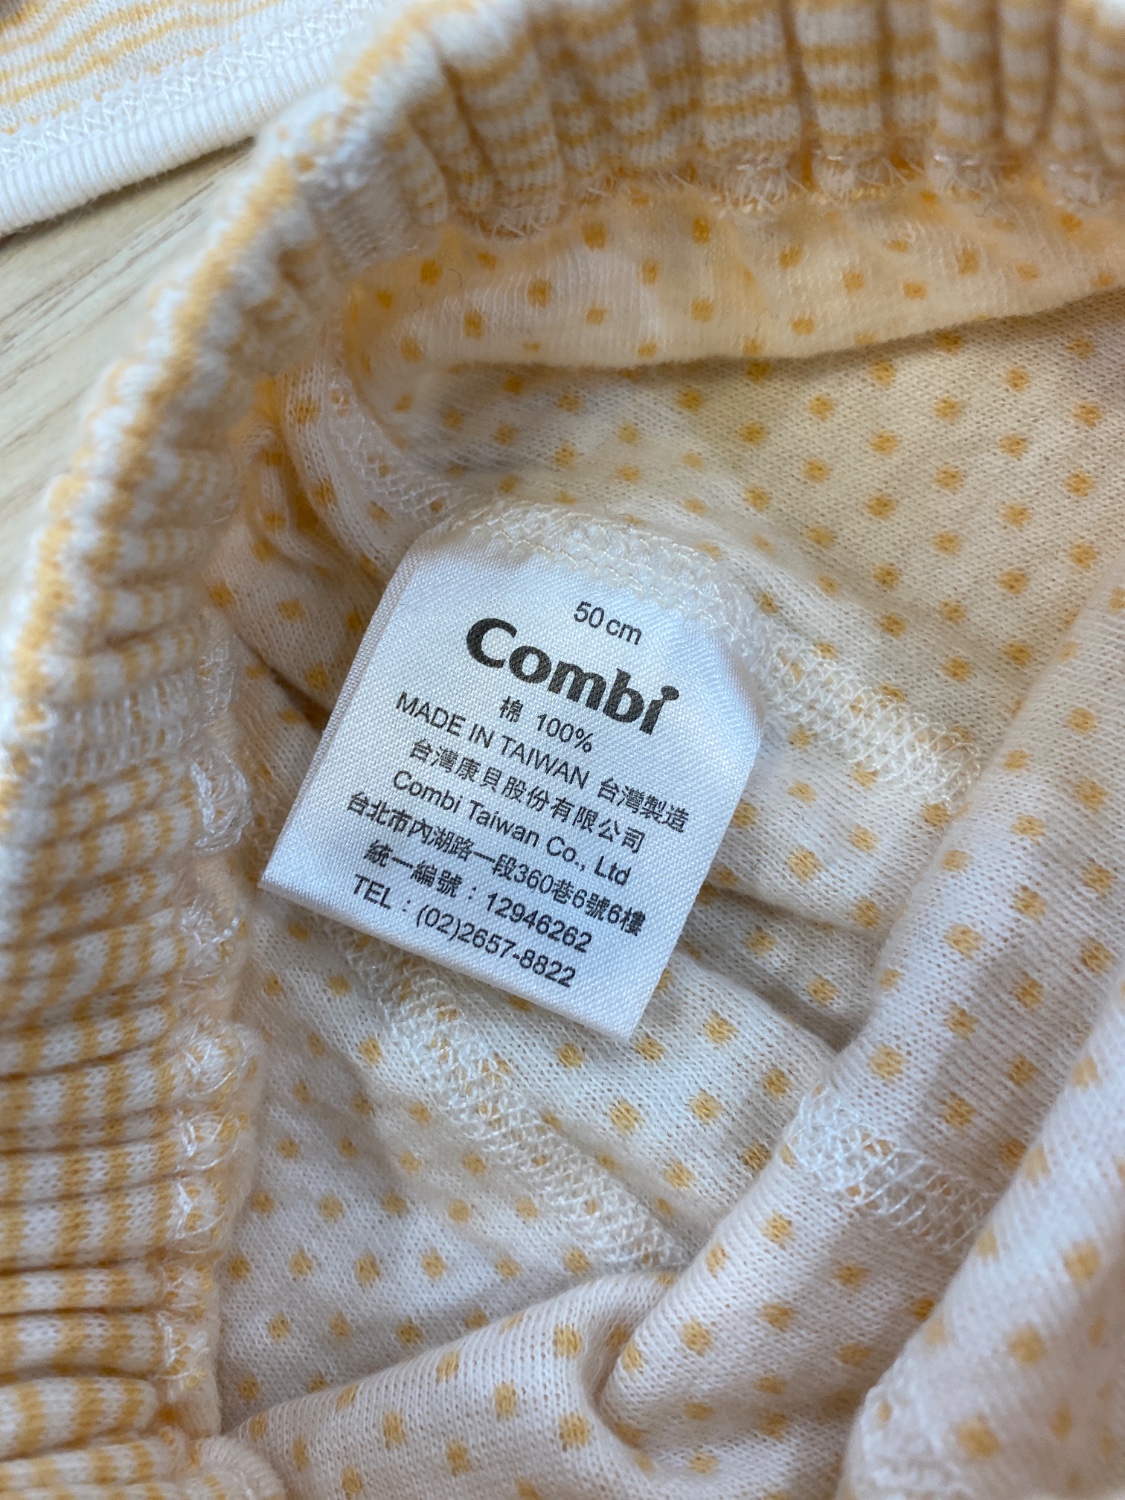 50cm
Combi
棉 100%
MADE IN TAIWAN 台灣製造
台灣康貝股份有限公司
Combi Taiwan Co., Ltd
台北市內湖路一段360巷6號6樓
統一編號：12946262
TEL：(02)2657-8822